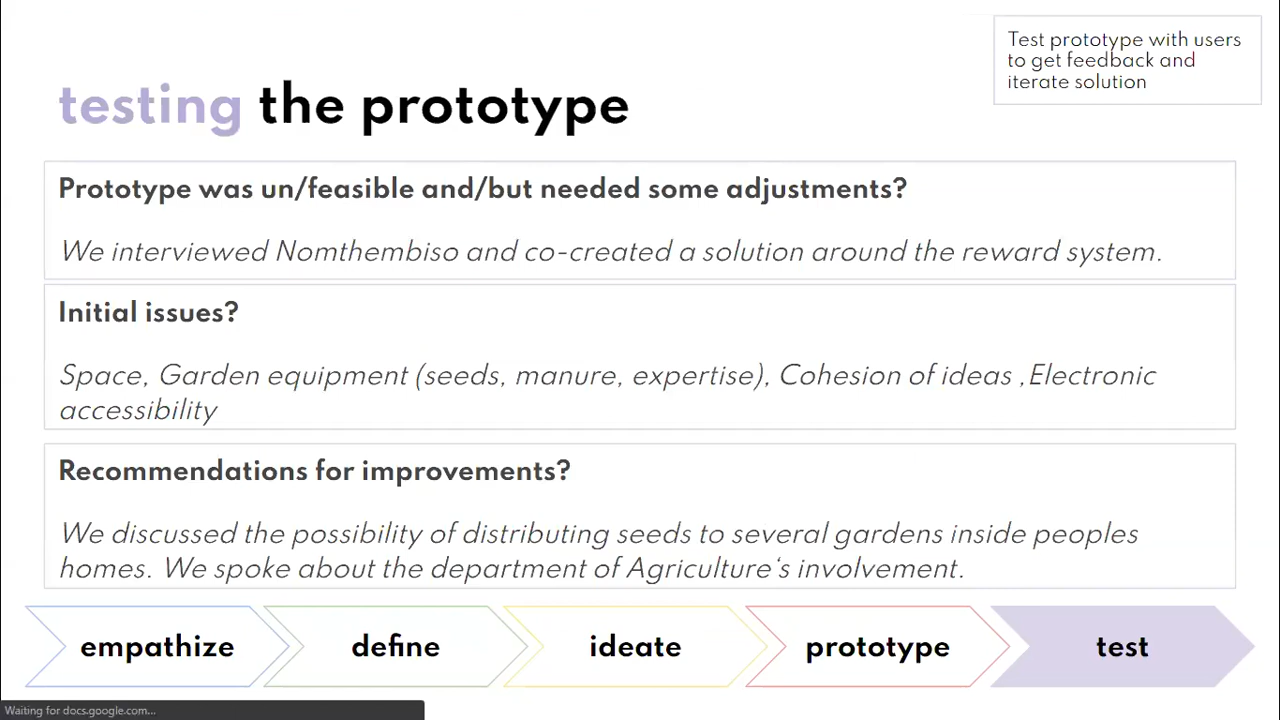 Test prototype with users
to get feedback and
iterate solution
testing the prototype
Prototype was un/feasible and/but needed some adjustments?
We interviewed Nomthembiso and co-created a solution around the reward system.
Initial issues?
Space, Garden equipment (seeds, manure, expertise), Cohesion of ideas ,Electronic
accessibility
Recommendations for improvements?
We discussed the possibility of distributing seeds to several gardens inside peoples
homes. We spoke about the department of Agriculture‘s involvement.
empathize
define
ideate
prototype
test
Waiting for docs.google.com...